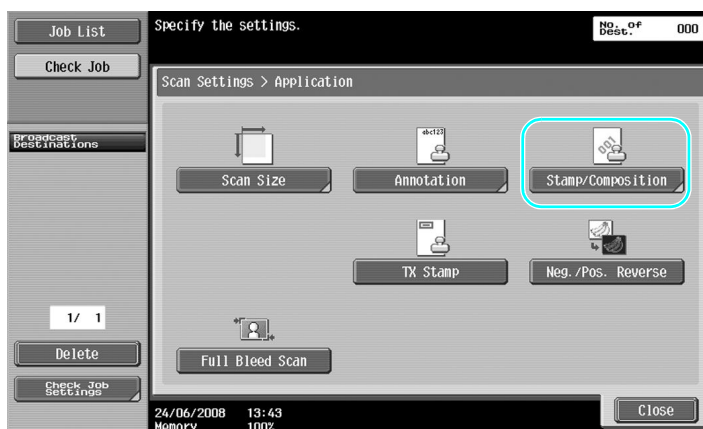 Job List
Check Job
Broadcast
Destinations
1/ 1
Delete
Check Job
Settings
Specify the settings.
No. of
Dest.
000
Scan Settings > Application
abc123
001
Scan Size
Annotation
Stamp/Composition
TX Stamp
Neg./Pos. Reverse
Full Bleed Scan
24/06/2008 13:43
Memory 100%
Close